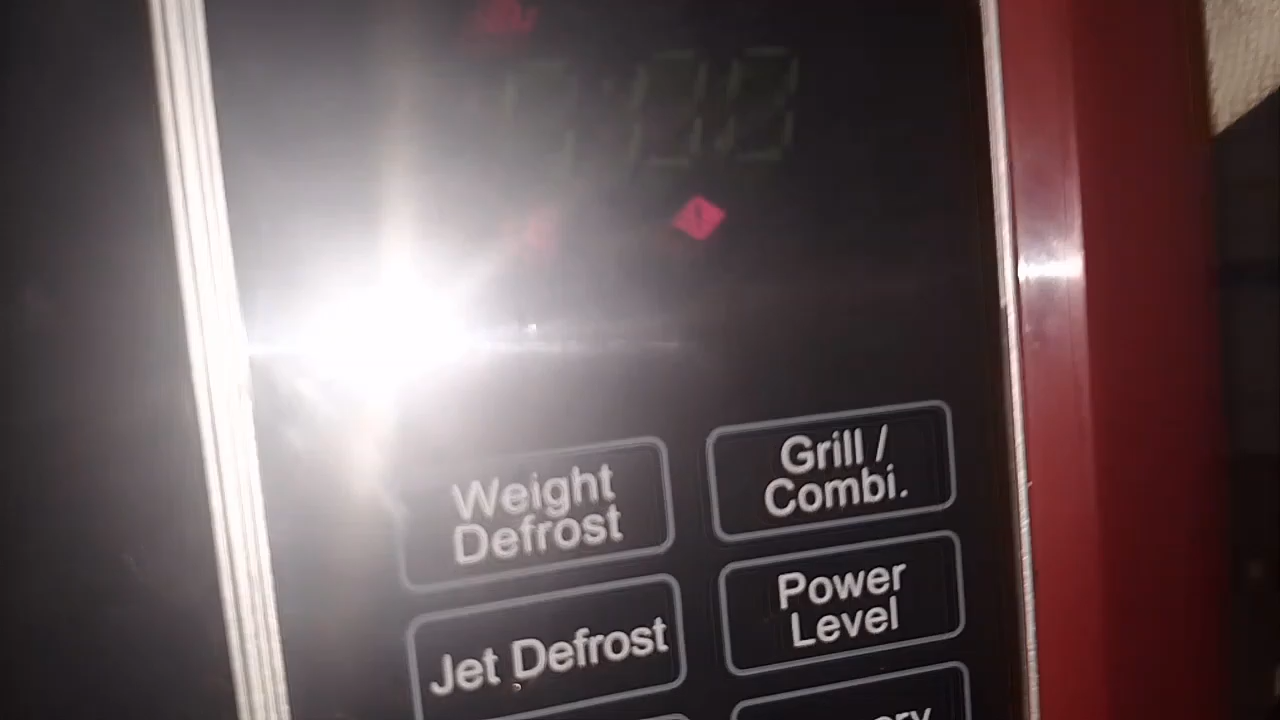 Weight
Defrost
Grill /
Combi.
Jet Defrost
Power
Level